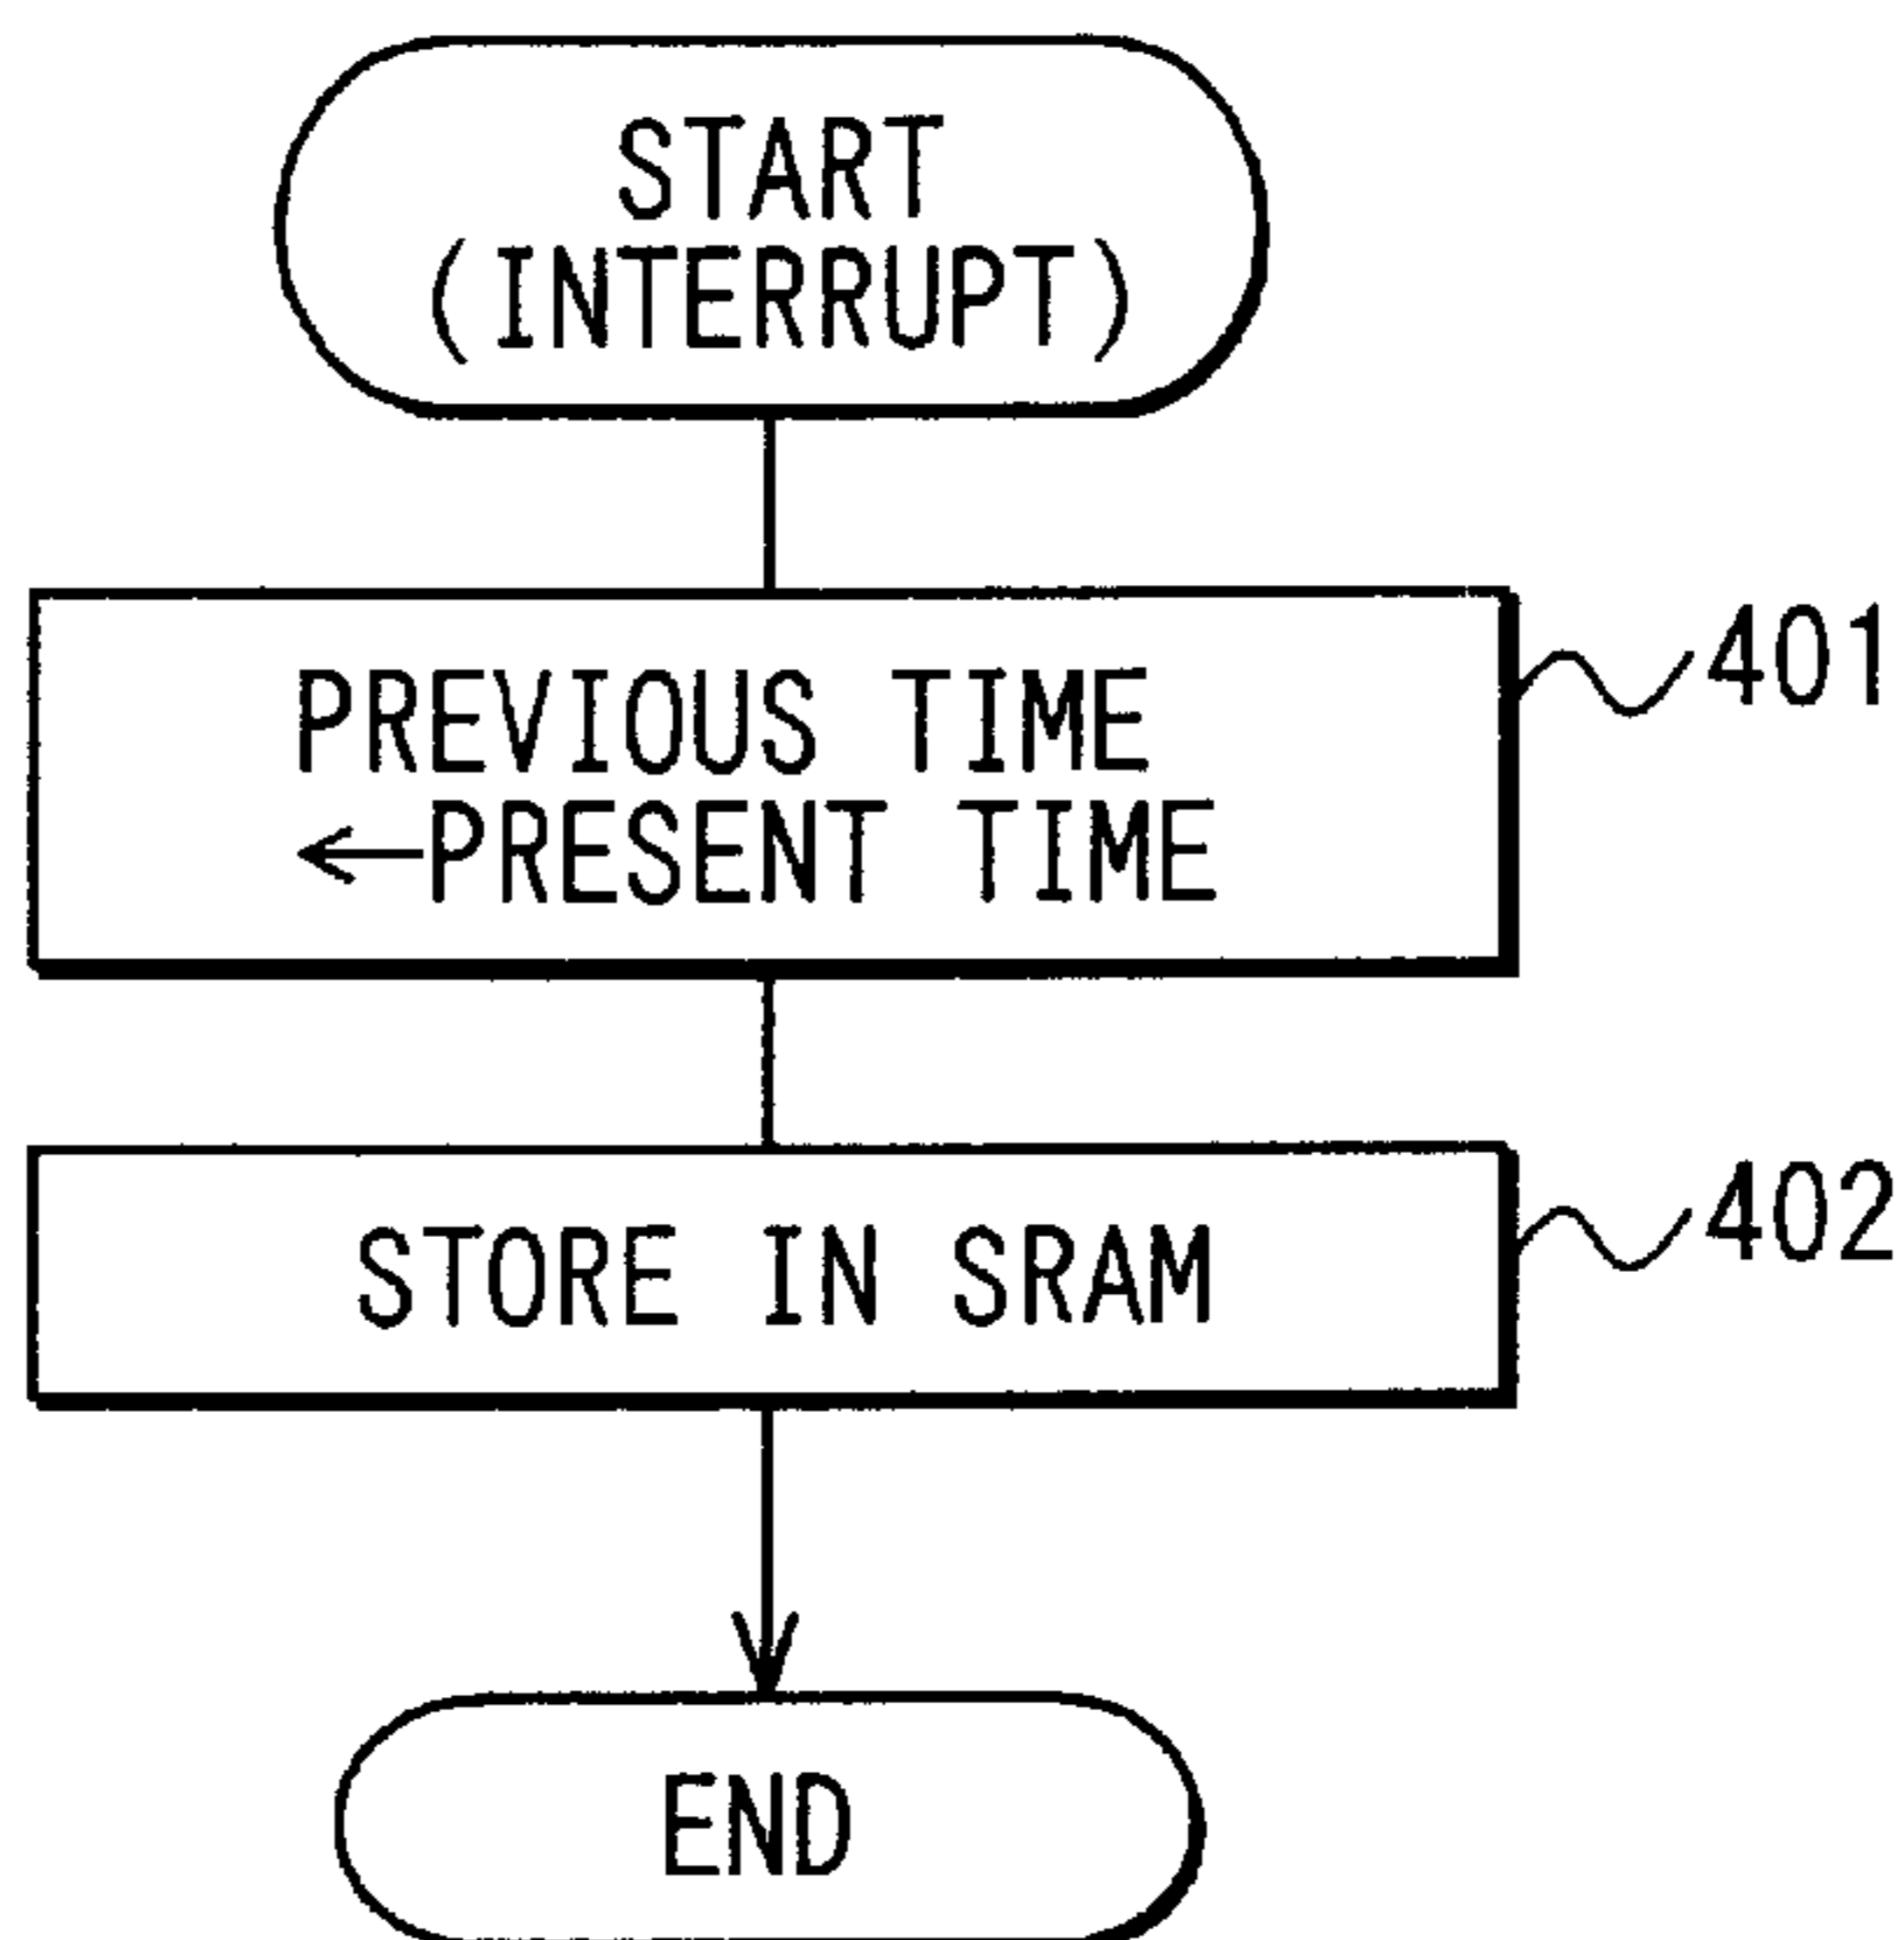 START
(INTERRUPT)
PREVIOUS TIME
←PRESENT TIME
401
STORE IN SRAM
402
END